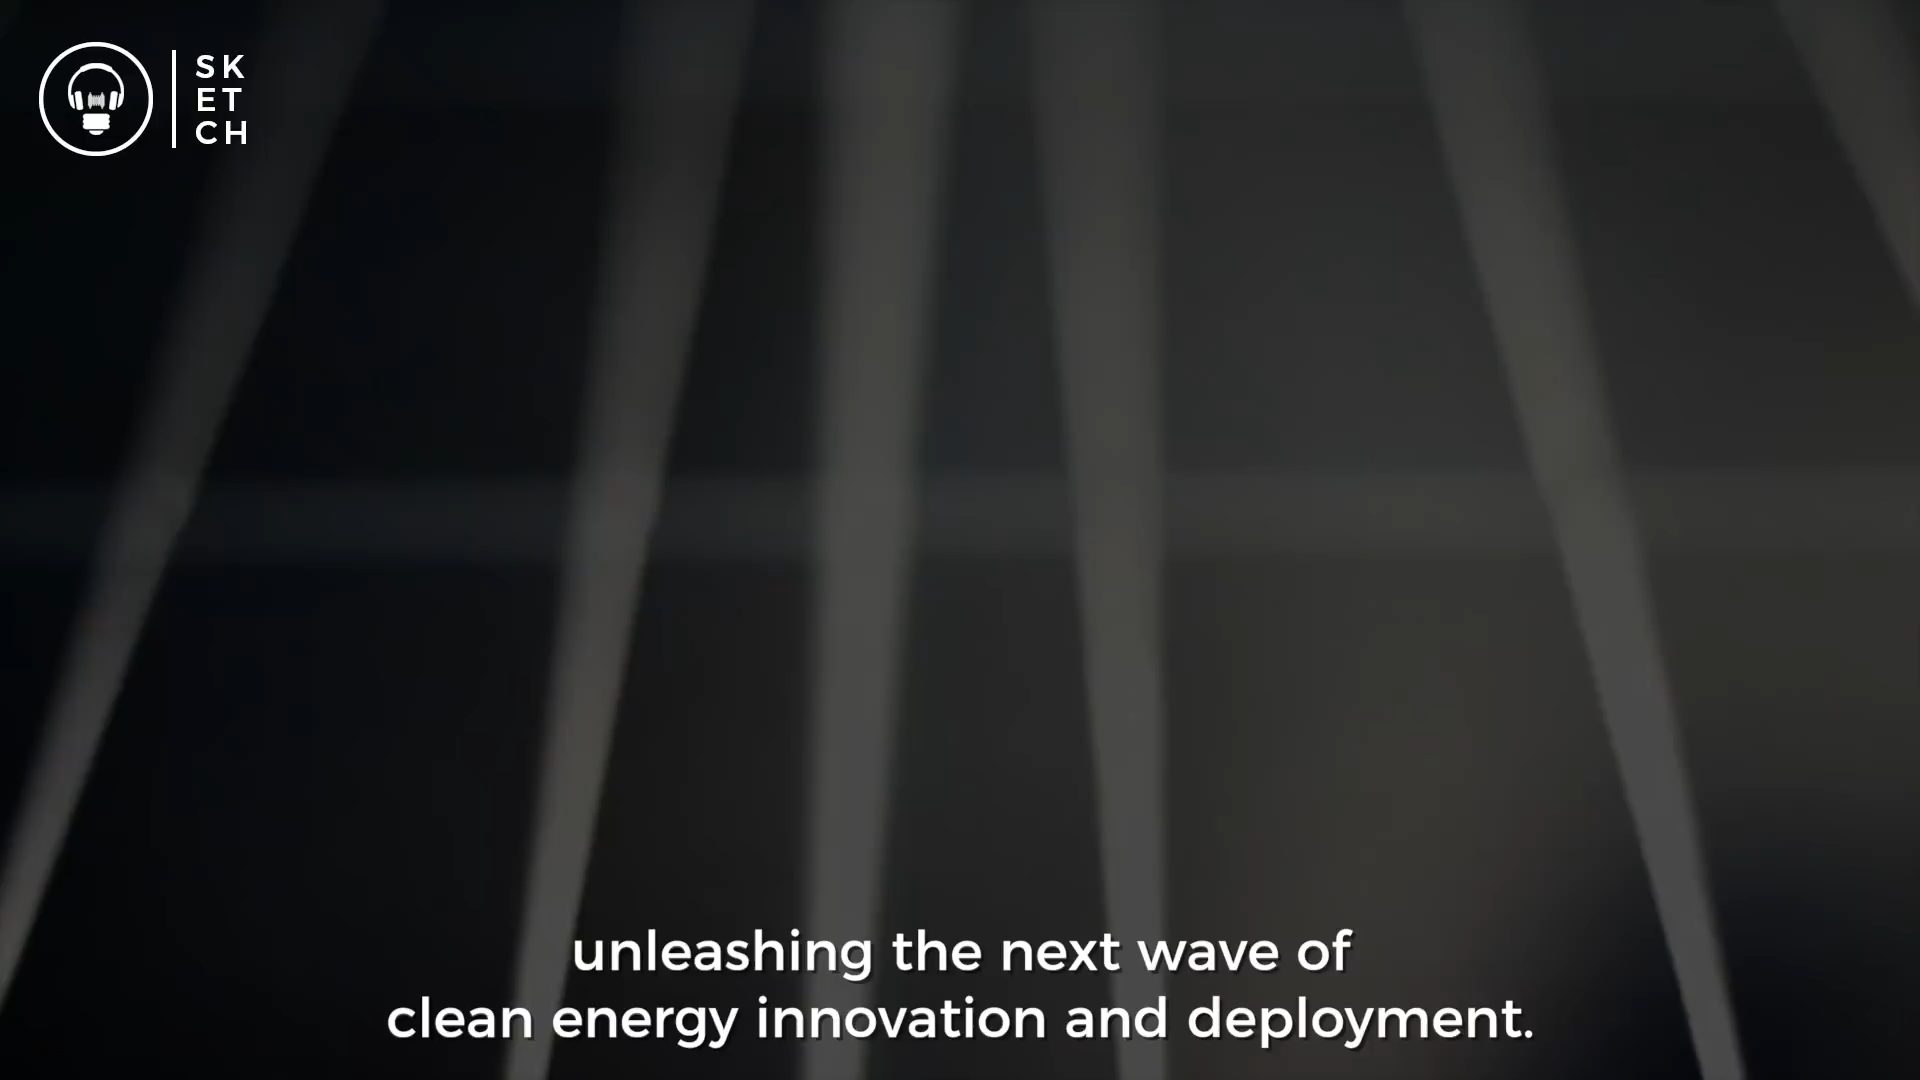 SK
ET
CH
unleashing the next wave of
clean energy innovation and deployment.